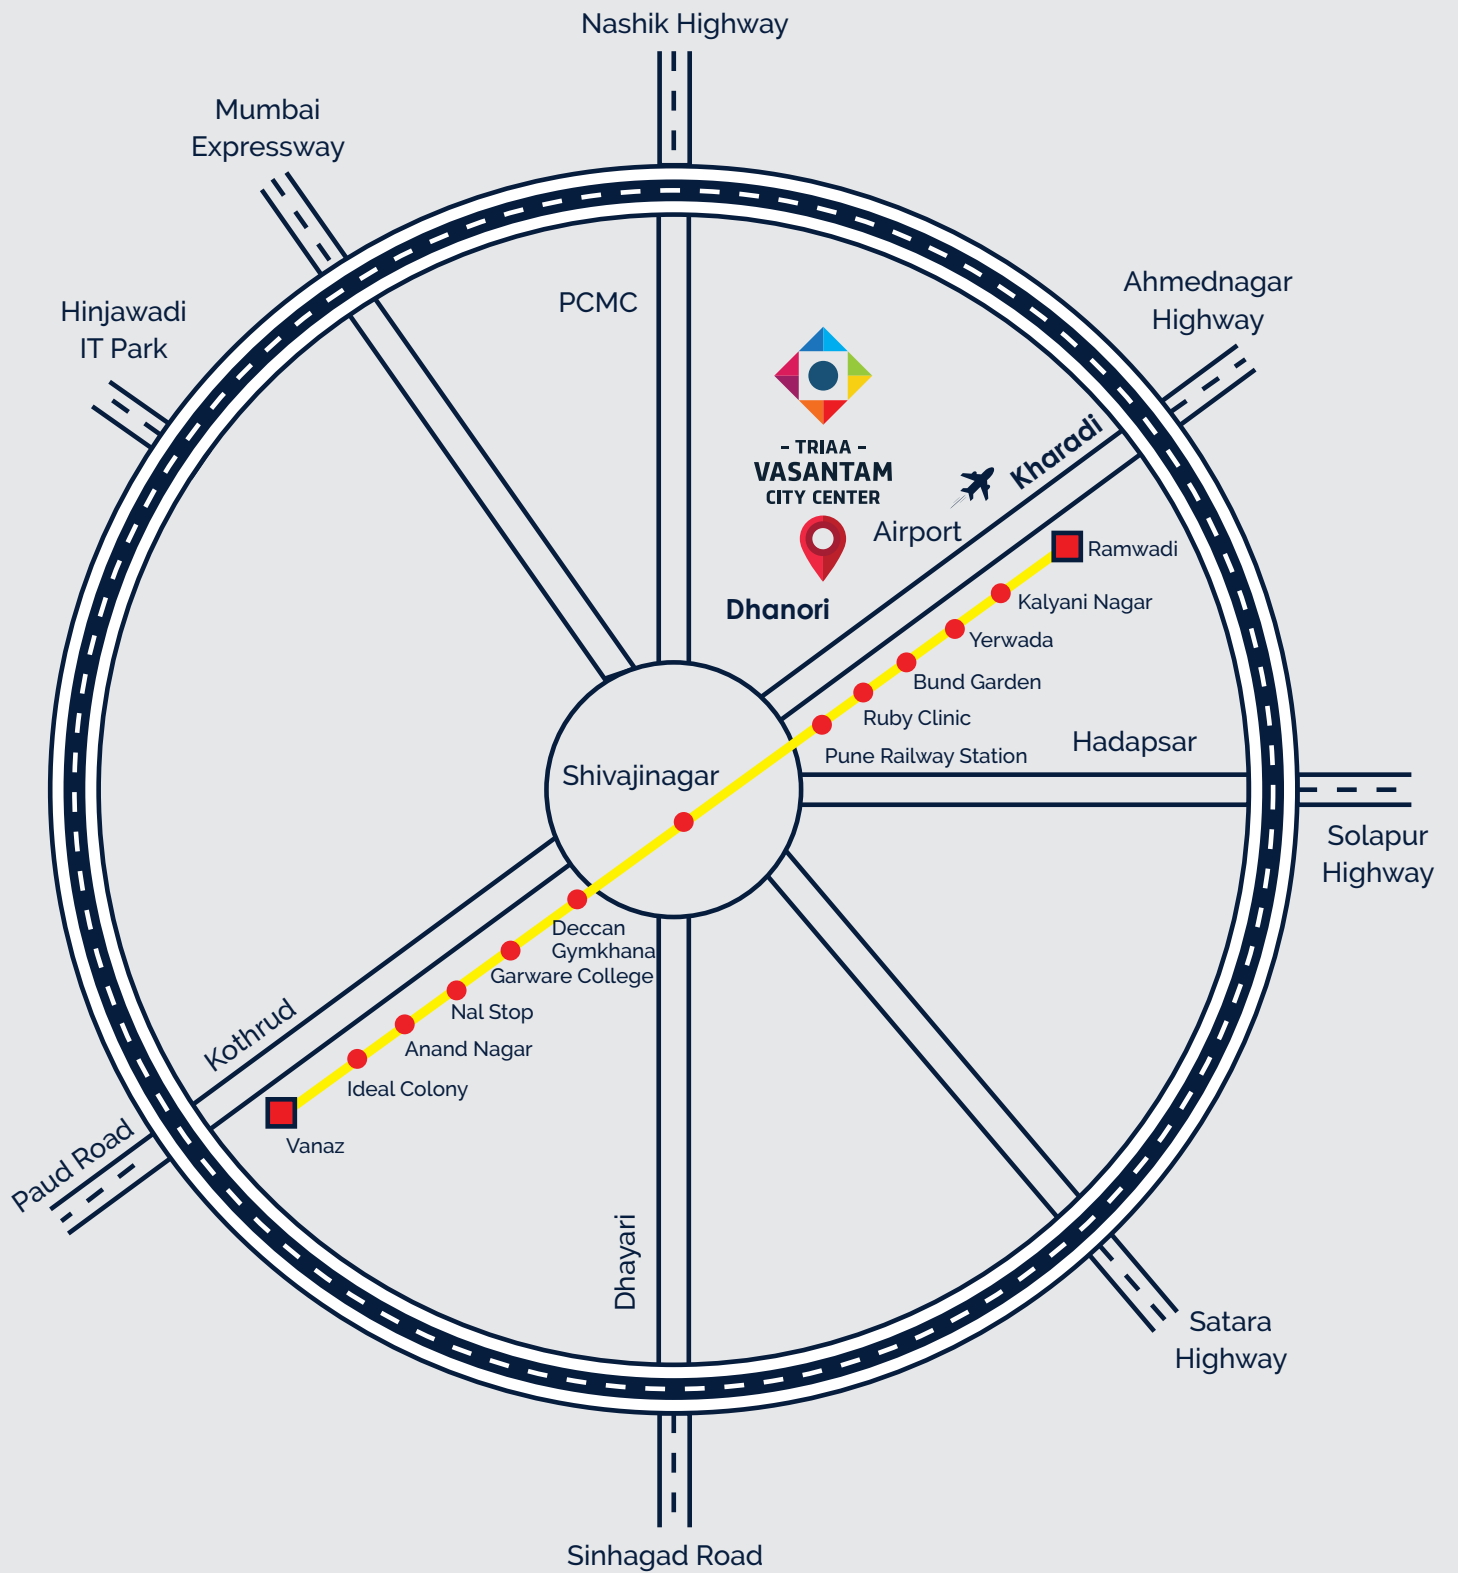 Nashik Highway
Mumbai
Expressway
Hinjawadi
IT Park
PCMC
Ahmednagar
Highway
- TRIAA -
VASANTAM
CITY CENTER
Kharadi
Airport
Dhanori
Ramwadi
Kalyani Nagar
Yerwada
Bund Garden
Ruby Clinic
Pune Railway Station
Hadapsar
Shivajinagar
Solapur
Highway
Deccan
Gymkhana
Garware College
Nal Stop
Anand Nagar
Ideal Colony
Vanaz
Kothrud
Paud Road
Dhayari
Satara
Highway
Sinhagad Road